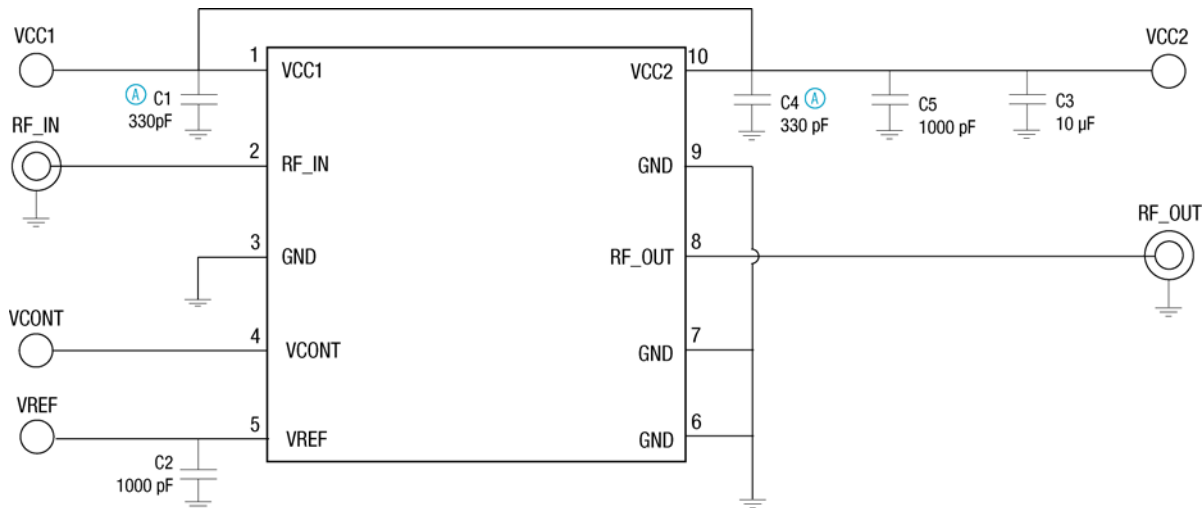 VCC1
VCC2
1
10
VCC1
VCC2
A C1
330pF
C4 A
330 pF
C5
1000 pF
C3
10 µF
RF_IN
2
9
RF_IN
GND
RF_OUT
3
8
GND
RF_OUT
VCONT
4
7
VCONT
GND
VREF
5
6
VREF
GND
C2
1000 pF